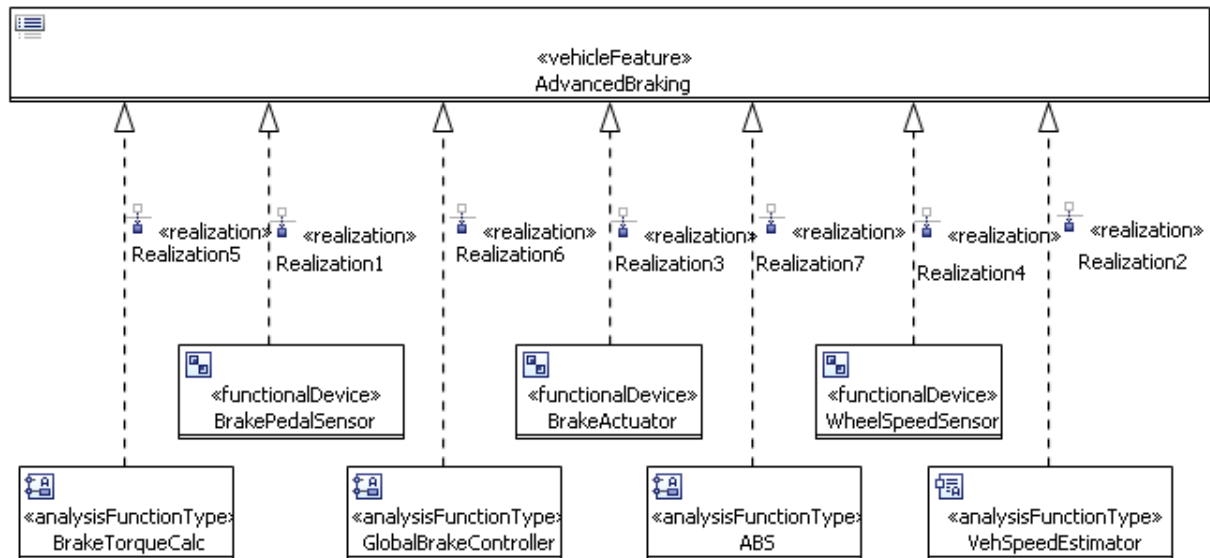 «vehicleFeature»
AdvancedBraking
«realization»
Realization5
«realization»
Realization1
«realization»
Realization6
«realization»
Realization3
«realization»
Realization7
«realization»
Realization4
«realization»
Realization2
«functionalDevice»
BrakePedalSensor
«functionalDevice»
BrakeActuator
«functionalDevice»
WheelSpeedSensor
«analysisFunctionType»
BrakeTorqueCalc
«analysisFunctionType»
GlobalBrakeController
«analysisFunctionType»
ABS
«analysisFunctionType»
VehSpeedEstimator